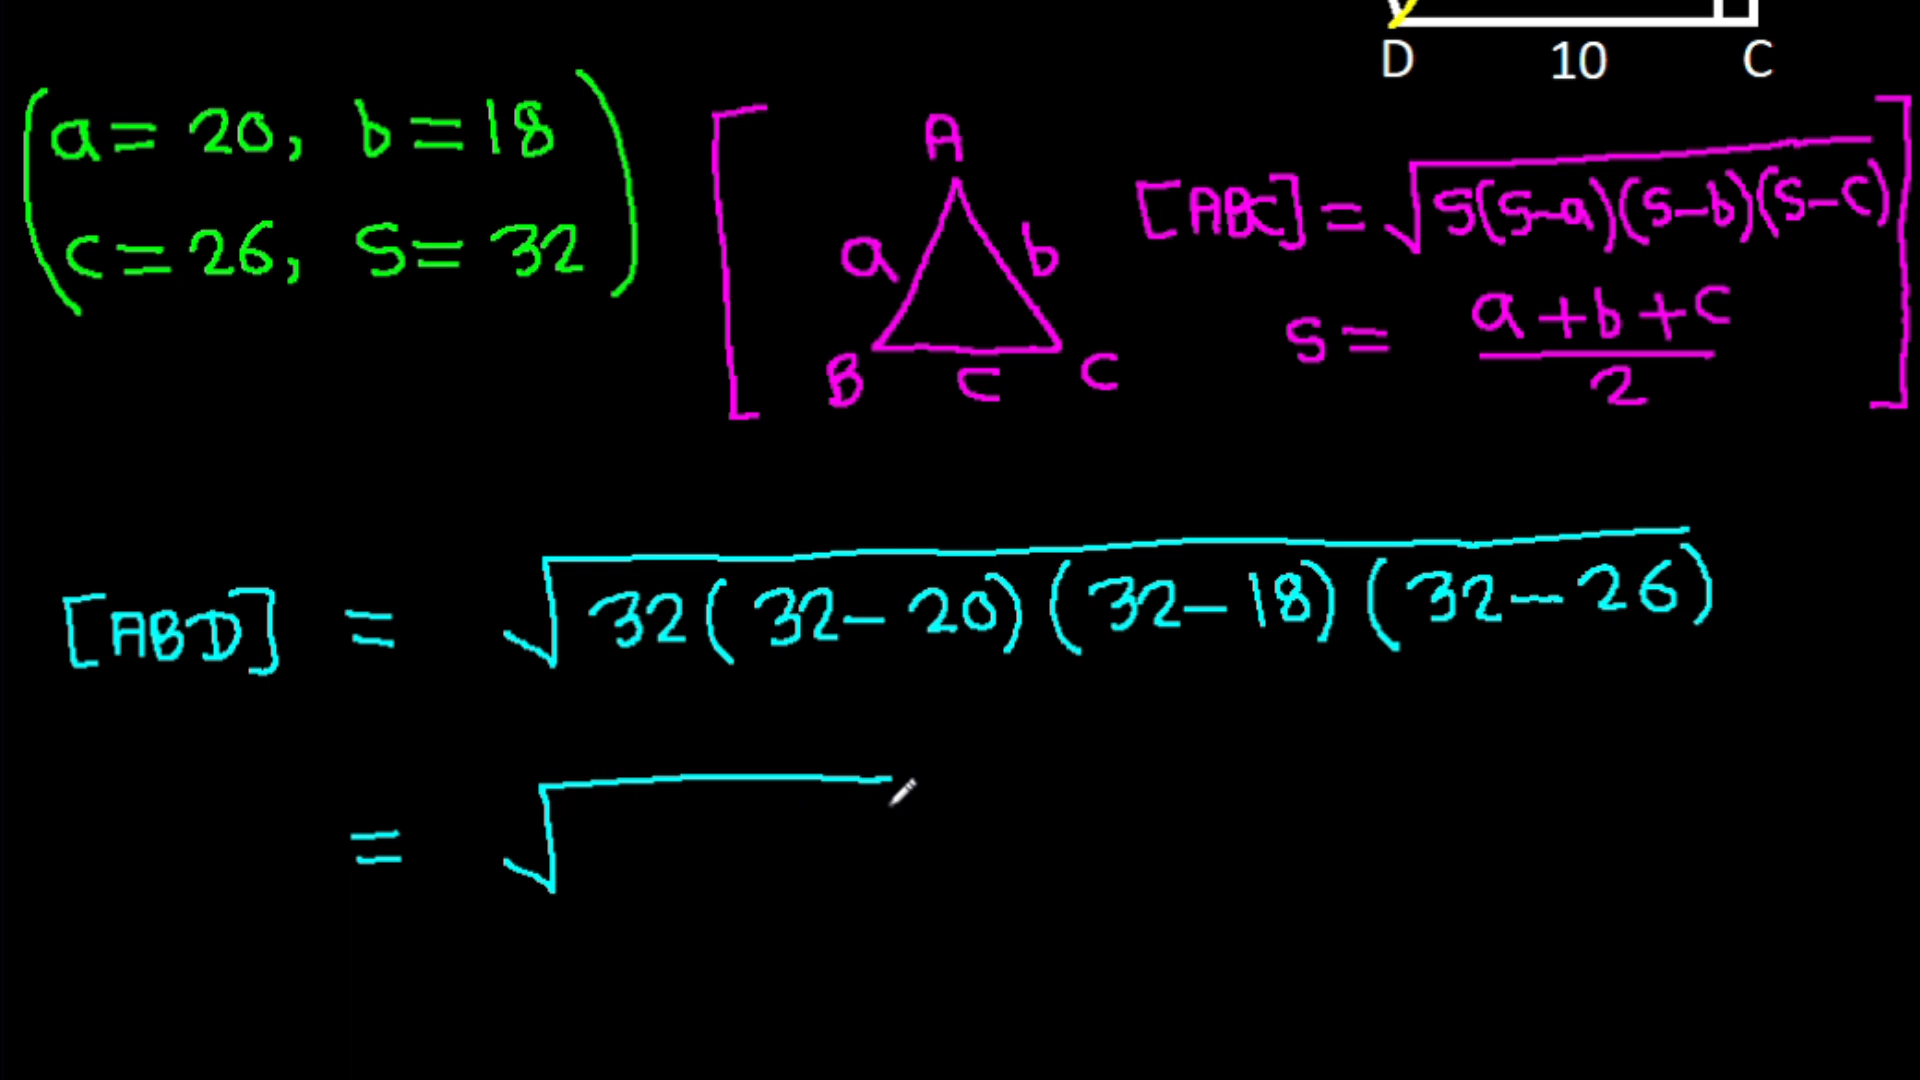 D 10 C
(a = 20, b = 18
c = 26, S = 32)
A
a b
B c C
[ABC] = √S(S-a)(S-b)(S-c)
S = a+b+c
2
[ABD] = √32(32-20)(32-18)(32-26)
= √